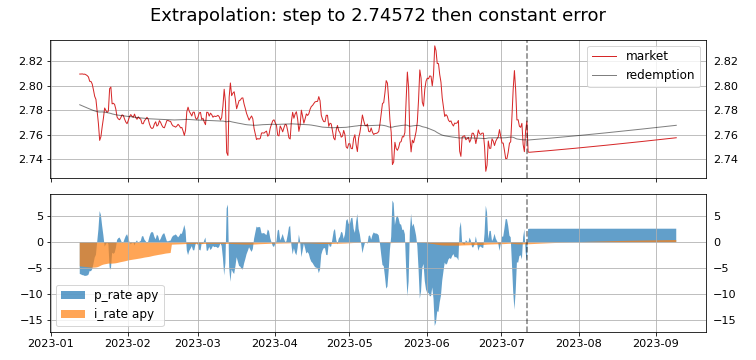 Extrapolation: step to 2.74572 then constant error
2.82 market 2.82
redemption
2.80 2.80
2.78 2.78
2.76 2.76
2.74 2.74
5 5
0 0
−5 −5
−10 p_rate apy −10
i_rate apy
−15 −15
2023-01 2023-02 2023-03 2023-04 2023-05 2023-06 2023-07 2023-08 2023-09